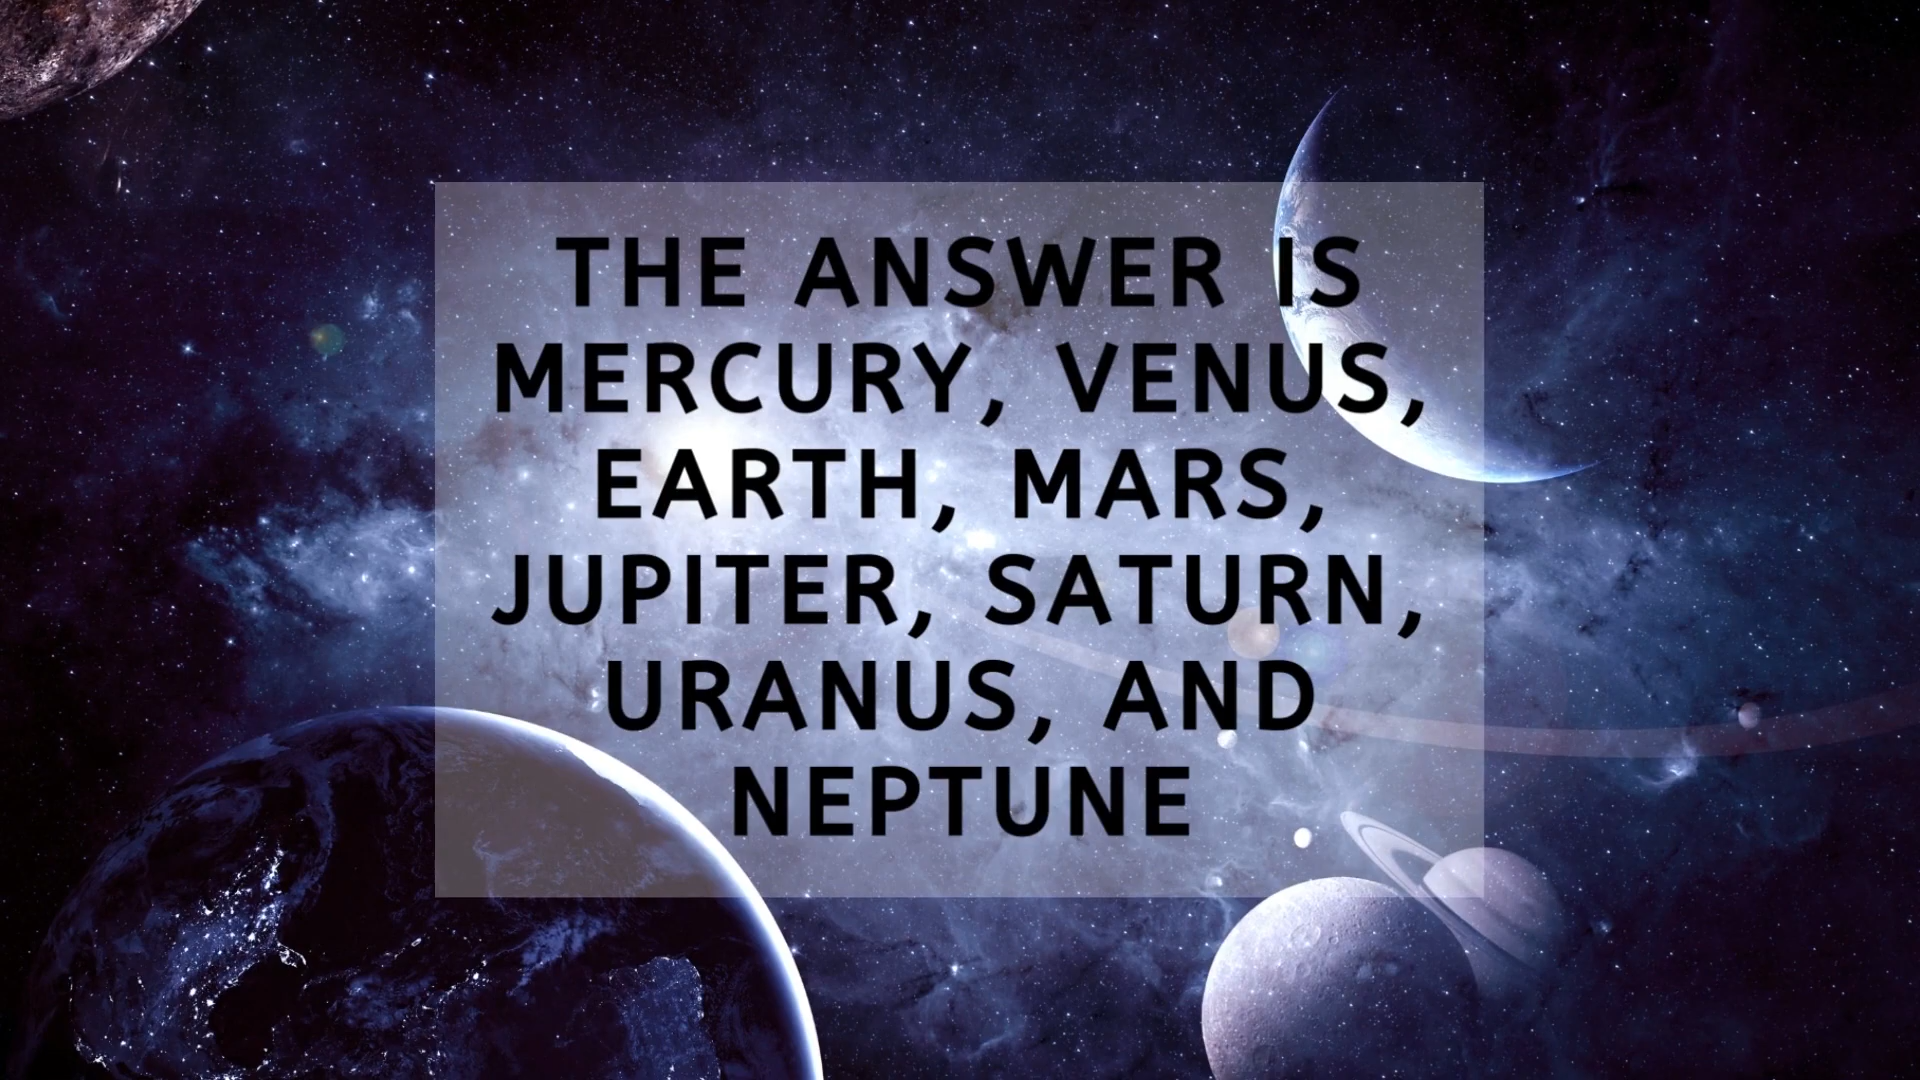 THE ANSWER IS
MERCURY, VENUS,
EARTH, MARS,
JUPITER, SATURN,
URANUS, AND
NEPTUNE